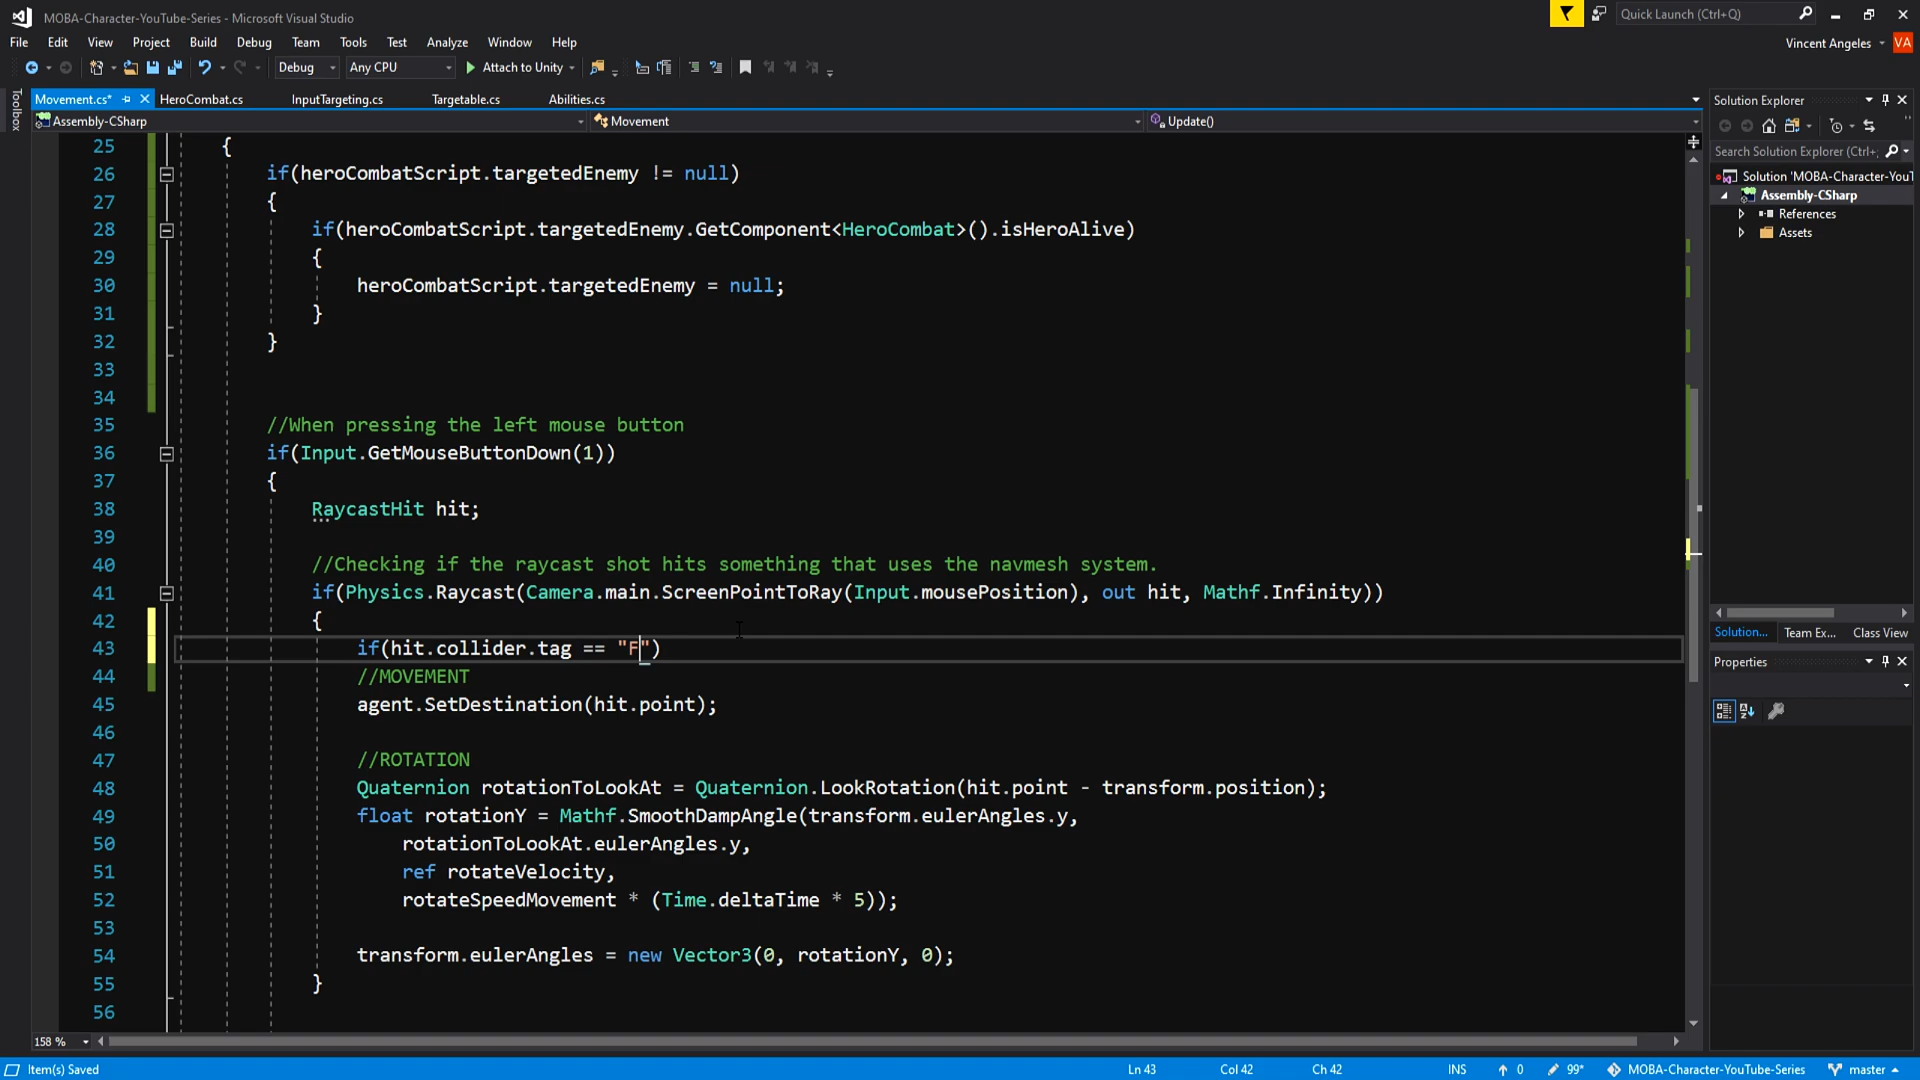 MOBA-Character-YouTube-Series - Microsoft Visual Studio
Quick Launch (Ctrl+Q)
File Edit View Project Build Debug Team Tools Test Analyze Window Help
Vincent Angeles VA
Debug Any CPU Attach to Unity
Toolbox
Movement.cs* HeroCombat.cs InputTargeting.cs Targetable.cs Abilities.cs
Assembly-CSharp Movement Update()
25 {
26 if(heroCombatScript.targetedEnemy != null)
27 {
28 if(heroCombatScript.targetedEnemy.GetComponent<HeroCombat>().isHeroAlive)
29 {
30 heroCombatScript.targetedEnemy = null;
31 }
32 }
33
34
35 //When pressing the left mouse button
36 if(Input.GetMouseButtonDown(1))
37 {
38 RaycastHit hit;
39
40 //Checking if the raycast shot hits something that uses the navmesh system.
41 if(Physics.Raycast(Camera.main.ScreenPointToRay(Input.mousePosition), out hit, Mathf.Infinity))
42 {
43 if(hit.collider.tag == "F")
44 //MOVEMENT
45 agent.SetDestination(hit.point);
46
47 //ROTATION
48 Quaternion rotationToLookAt = Quaternion.LookRotation(hit.point - transform.position);
49 float rotationY = Mathf.SmoothDampAngle(transform.eulerAngles.y,
50 rotationToLookAt.eulerAngles.y,
51 ref rotateVelocity,
52 rotateSpeedMovement * (Time.deltaTime * 5));
53
54 transform.eulerAngles = new Vector3(0, rotationY, 0);
55 }
56
158 %
Solution Explorer
Search Solution Explorer (Ctrl+;
Solution 'MOBA-Character-YouT
Assembly-CSharp
References
Assets
Solution... Team Ex... Class View
Properties
Item(s) Saved Ln 43 Col 42 Ch 42 INS 0 99* MOBA-Character-YouTube-Series master